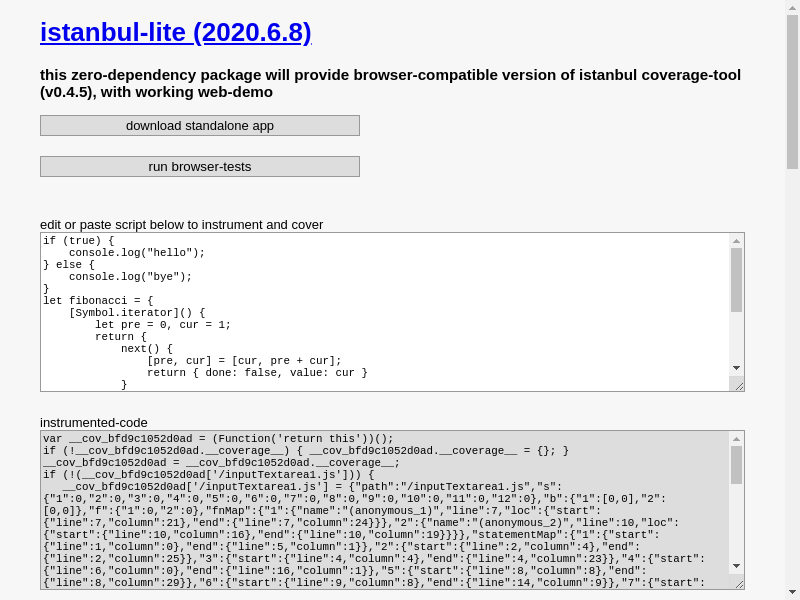 istanbul-lite (2020.6.8)
this zero-dependency package will provide browser-compatible version of istanbul coverage-tool
(v0.4.5), with working web-demo
download standalone app
run browser-tests
edit or paste script below to instrument and cover
if (true) {
    console.log("hello");
} else {
    console.log("bye");
}
let fibonacci = {
    [Symbol.iterator]() {
        let pre = 0, cur = 1;
        return {
            next() {
                [pre, cur] = [cur, pre + cur];
                return { done: false, value: cur }
            }
instrumented-code
var __cov_bfd9c1052d0ad = (Function('return this'))();
if (!__cov_bfd9c1052d0ad.__coverage__) { __cov_bfd9c1052d0ad.__coverage__ = {}; }
__cov_bfd9c1052d0ad = __cov_bfd9c1052d0ad.__coverage__;
if (!(__cov_bfd9c1052d0ad['/inputTextarea1.js'])) {
   __cov_bfd9c1052d0ad['/inputTextarea1.js'] = {"path":"/inputTextarea1.js","s":
{"1":0,"2":0,"3":0,"4":0,"5":0,"6":0,"7":0,"8":0,"9":0,"10":0,"11":0,"12":0},"b":{"1":[0,0],"2":
[0,0]},"f":{"1":0,"2":0},"fnMap":{"1":{"name":"(anonymous_1)","line":7,"loc":{"start":
{"line":7,"column":21},"end":{"line":7,"column":24}}},"2":{"name":"(anonymous_2)","line":10,"loc":
{"start":{"line":10,"column":16},"end":{"line":10,"column":19}}}},"statementMap":{"1":{"start":
{"line":1,"column":0},"end":{"line":5,"column":1}},"2":{"start":{"line":2,"column":4},"end":
{"line":2,"column":25}},"3":{"start":{"line":4,"column":4},"end":{"line":4,"column":23}},"4":{"start":
{"line":6,"column":0},"end":{"line":16,"column":1}},"5":{"start":{"line":8,"column":8},"end":
{"line":8,"column":29}},"6":{"start":{"line":9,"column":8},"end":{"line":14,"column":9}},"7":{"start":